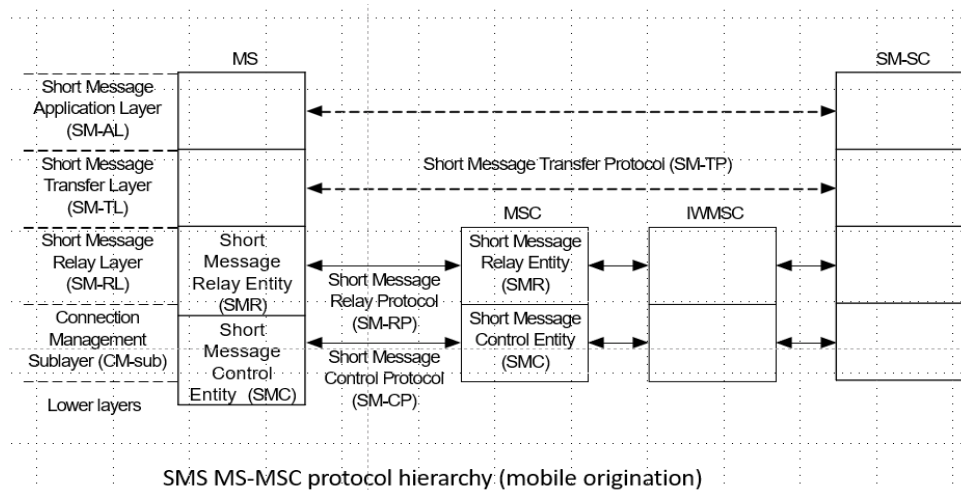 MS
SM-SC
Short Message
Application Layer
(SM-AL)
Short Message
Transfer Layer
(SM-TL)
Short Message Transfer Protocol (SM-TP)
MSC
IWMSC
Short Message
Relay Layer
(SM-RL)
Short
Message
Relay Entity
(SMR)
Short Message
Relay Protocol
(SM-RP)
Short Message
Relay Entity
(SMR)
Connection
Management
Sublayer (CM-sub)
Short
Message
Control
Entity (SMC)
Short Message
Control Protocol
(SM-CP)
Short Message
Control Entity
(SMC)
Lower layers
SMS MS-MSC protocol hierarchy (mobile origination)